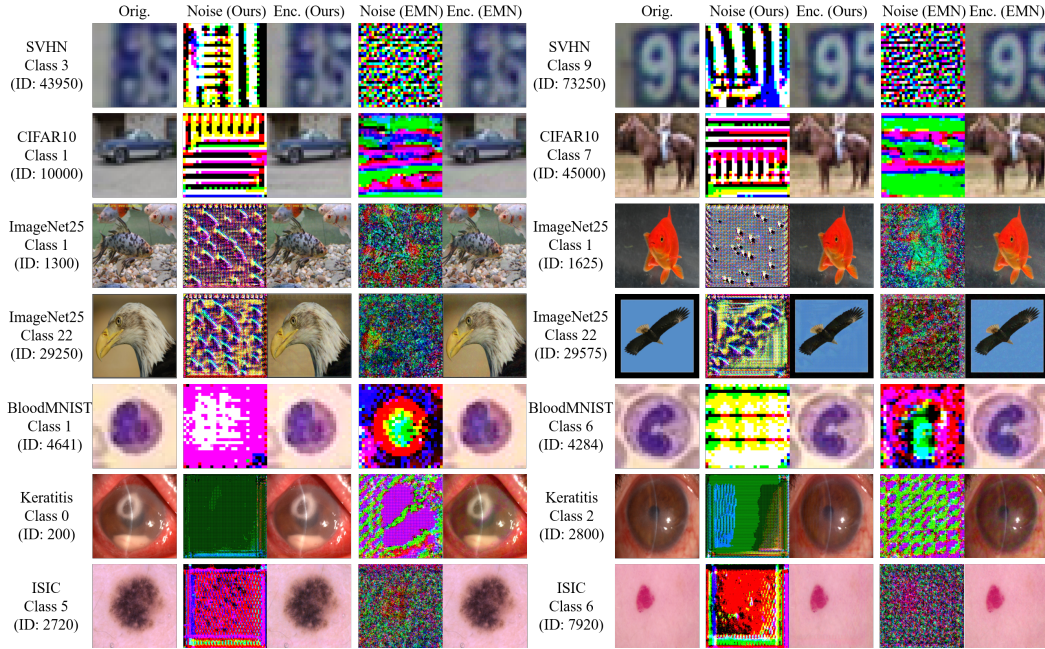 Orig. Noise (Ours) Enc. (Ours) Noise (EMN) Enc. (EMN) Orig. Noise (Ours) Enc. (Ours) Noise (EMN) Enc. (EMN)
SVHN
Class 3
(ID: 43950)
SVHN
Class 9
(ID: 73250)
95 95 95
CIFAR10
Class 1
(ID: 10000)
CIFAR10
Class 7
(ID: 45000)
ImageNet25
Class 1
(ID: 1300)
ImageNet25
Class 1
(ID: 1625)
ImageNet25
Class 22
(ID: 29250)
ImageNet25
Class 22
(ID: 29575)
BloodMNIST
Class 1
(ID: 4641)
BloodMNIST
Class 6
(ID: 4284)
Keratitis
Class 0
(ID: 200)
Keratitis
Class 2
(ID: 2800)
ISIC
Class 5
(ID: 2720)
ISIC
Class 6
(ID: 7920)